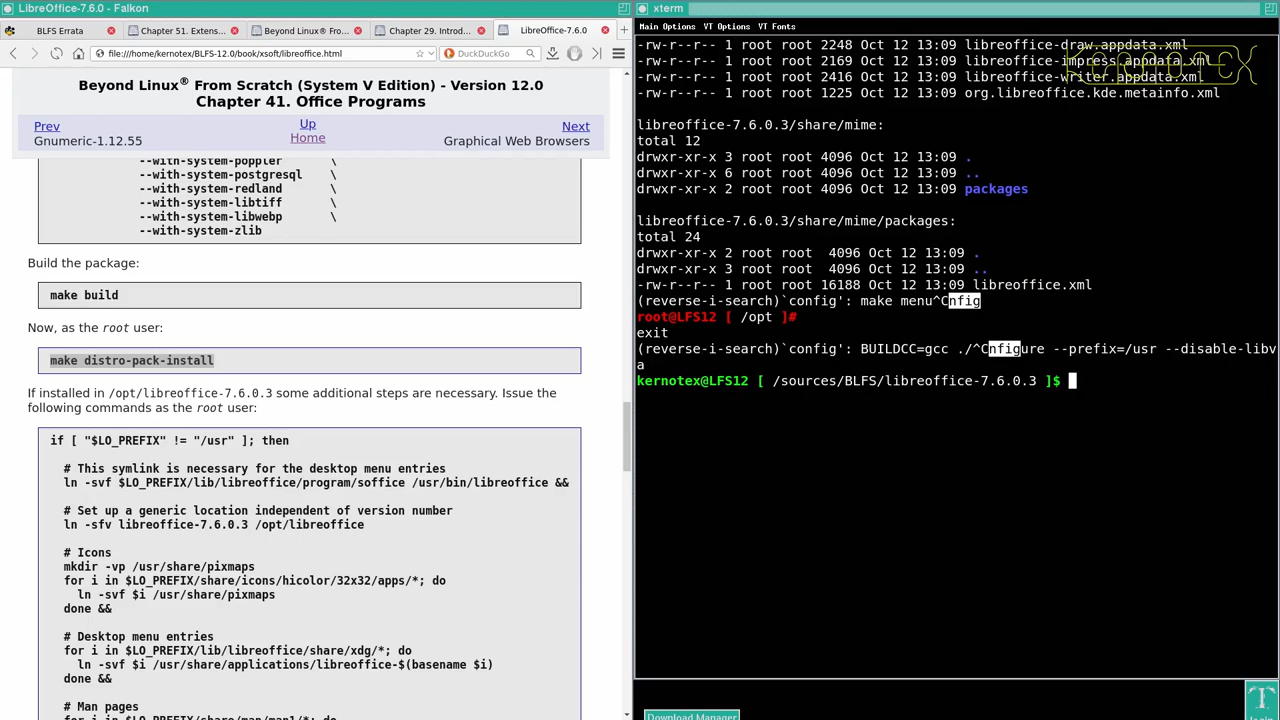 LibreOffice-7.6.0 - Falkon
BLFS Errata
Chapter 51. Extens...
Beyond Linux® Fro...
Chapter 29. Introd...
LibreOffice-7.6.0
file:///home/kernotex/BLFS-12.0/book/xsoft/libreoffice.html
DuckDuckGo
Beyond Linux® From Scratch (System V Edition) - Version 12.0
Chapter 41. Office Programs
Prev
Up
Next
Gnumeric-1.12.55
Home
Graphical Web Browsers
--with-system-poppler \
--with-system-postgresql \
--with-system-redland \
--with-system-libtiff \
--with-system-libwebp \
--with-system-zlib
Build the package:
make build
Now, as the root user:
make distro-pack-install
If installed in /opt/libreoffice-7.6.0.3 some additional steps are necessary. Issue the
following commands as the root user:
if [ "$LO_PREFIX" != "/usr" ]; then
# This symlink is necessary for the desktop menu entries
ln -svf $LO_PREFIX/lib/libreoffice/program/soffice /usr/bin/libreoffice &&
# Set up a generic location independent of version number
ln -sfv libreoffice-7.6.0.3 /opt/libreoffice
# Icons
mkdir -vp /usr/share/pixmaps
for i in $LO_PREFIX/share/icons/hicolor/32x32/apps/*; do
ln -svf $i /usr/share/pixmaps
done &&
# Desktop menu entries
for i in $LO_PREFIX/lib/libreoffice/share/xdg/*; do
ln -svf $i /usr/share/applications/libreoffice-$(basename $i)
done &&
# Man pages
for i in $LO_PREFIX/share/man/man1/*; do
xterm
Main Options VT Options VT Fonts
-rw-r--r-- 1 root root 2248 Oct 12 13:09 libreoffice-draw.appdata.xml
-rw-r--r-- 1 root root 2169 Oct 12 13:09 libreoffice-impress.appdata.xml
-rw-r--r-- 1 root root 2416 Oct 12 13:09 libreoffice-writer.appdata.xml
-rw-r--r-- 1 root root 1225 Oct 12 13:09 org.libreoffice.kde.metainfo.xml
libreoffice-7.6.0.3/share/mime:
total 12
drwxr-xr-x 3 root root 4096 Oct 12 13:09 .
drwxr-xr-x 6 root root 4096 Oct 12 13:09 ..
drwxr-xr-x 2 root root 4096 Oct 12 13:09 packages
libreoffice-7.6.0.3/share/mime/packages:
total 24
drwxr-xr-x 2 root root  4096 Oct 12 13:09 .
drwxr-xr-x 3 root root  4096 Oct 12 13:09 ..
-rw-r--r-- 1 root root 16188 Oct 12 13:09 libreoffice.xml
(reverse-i-search)`config': make menu^Cnfig
root@LFS12 [ /opt ]#
exit
(reverse-i-search)`config': BUILDCC=gcc ./^Cnfigure --prefix=/usr --disable-libv
a
kernotex@LFS12 [ /sources/BLFS/libreoffice-7.6.0.3 ]$
KernoteX
Download Manager